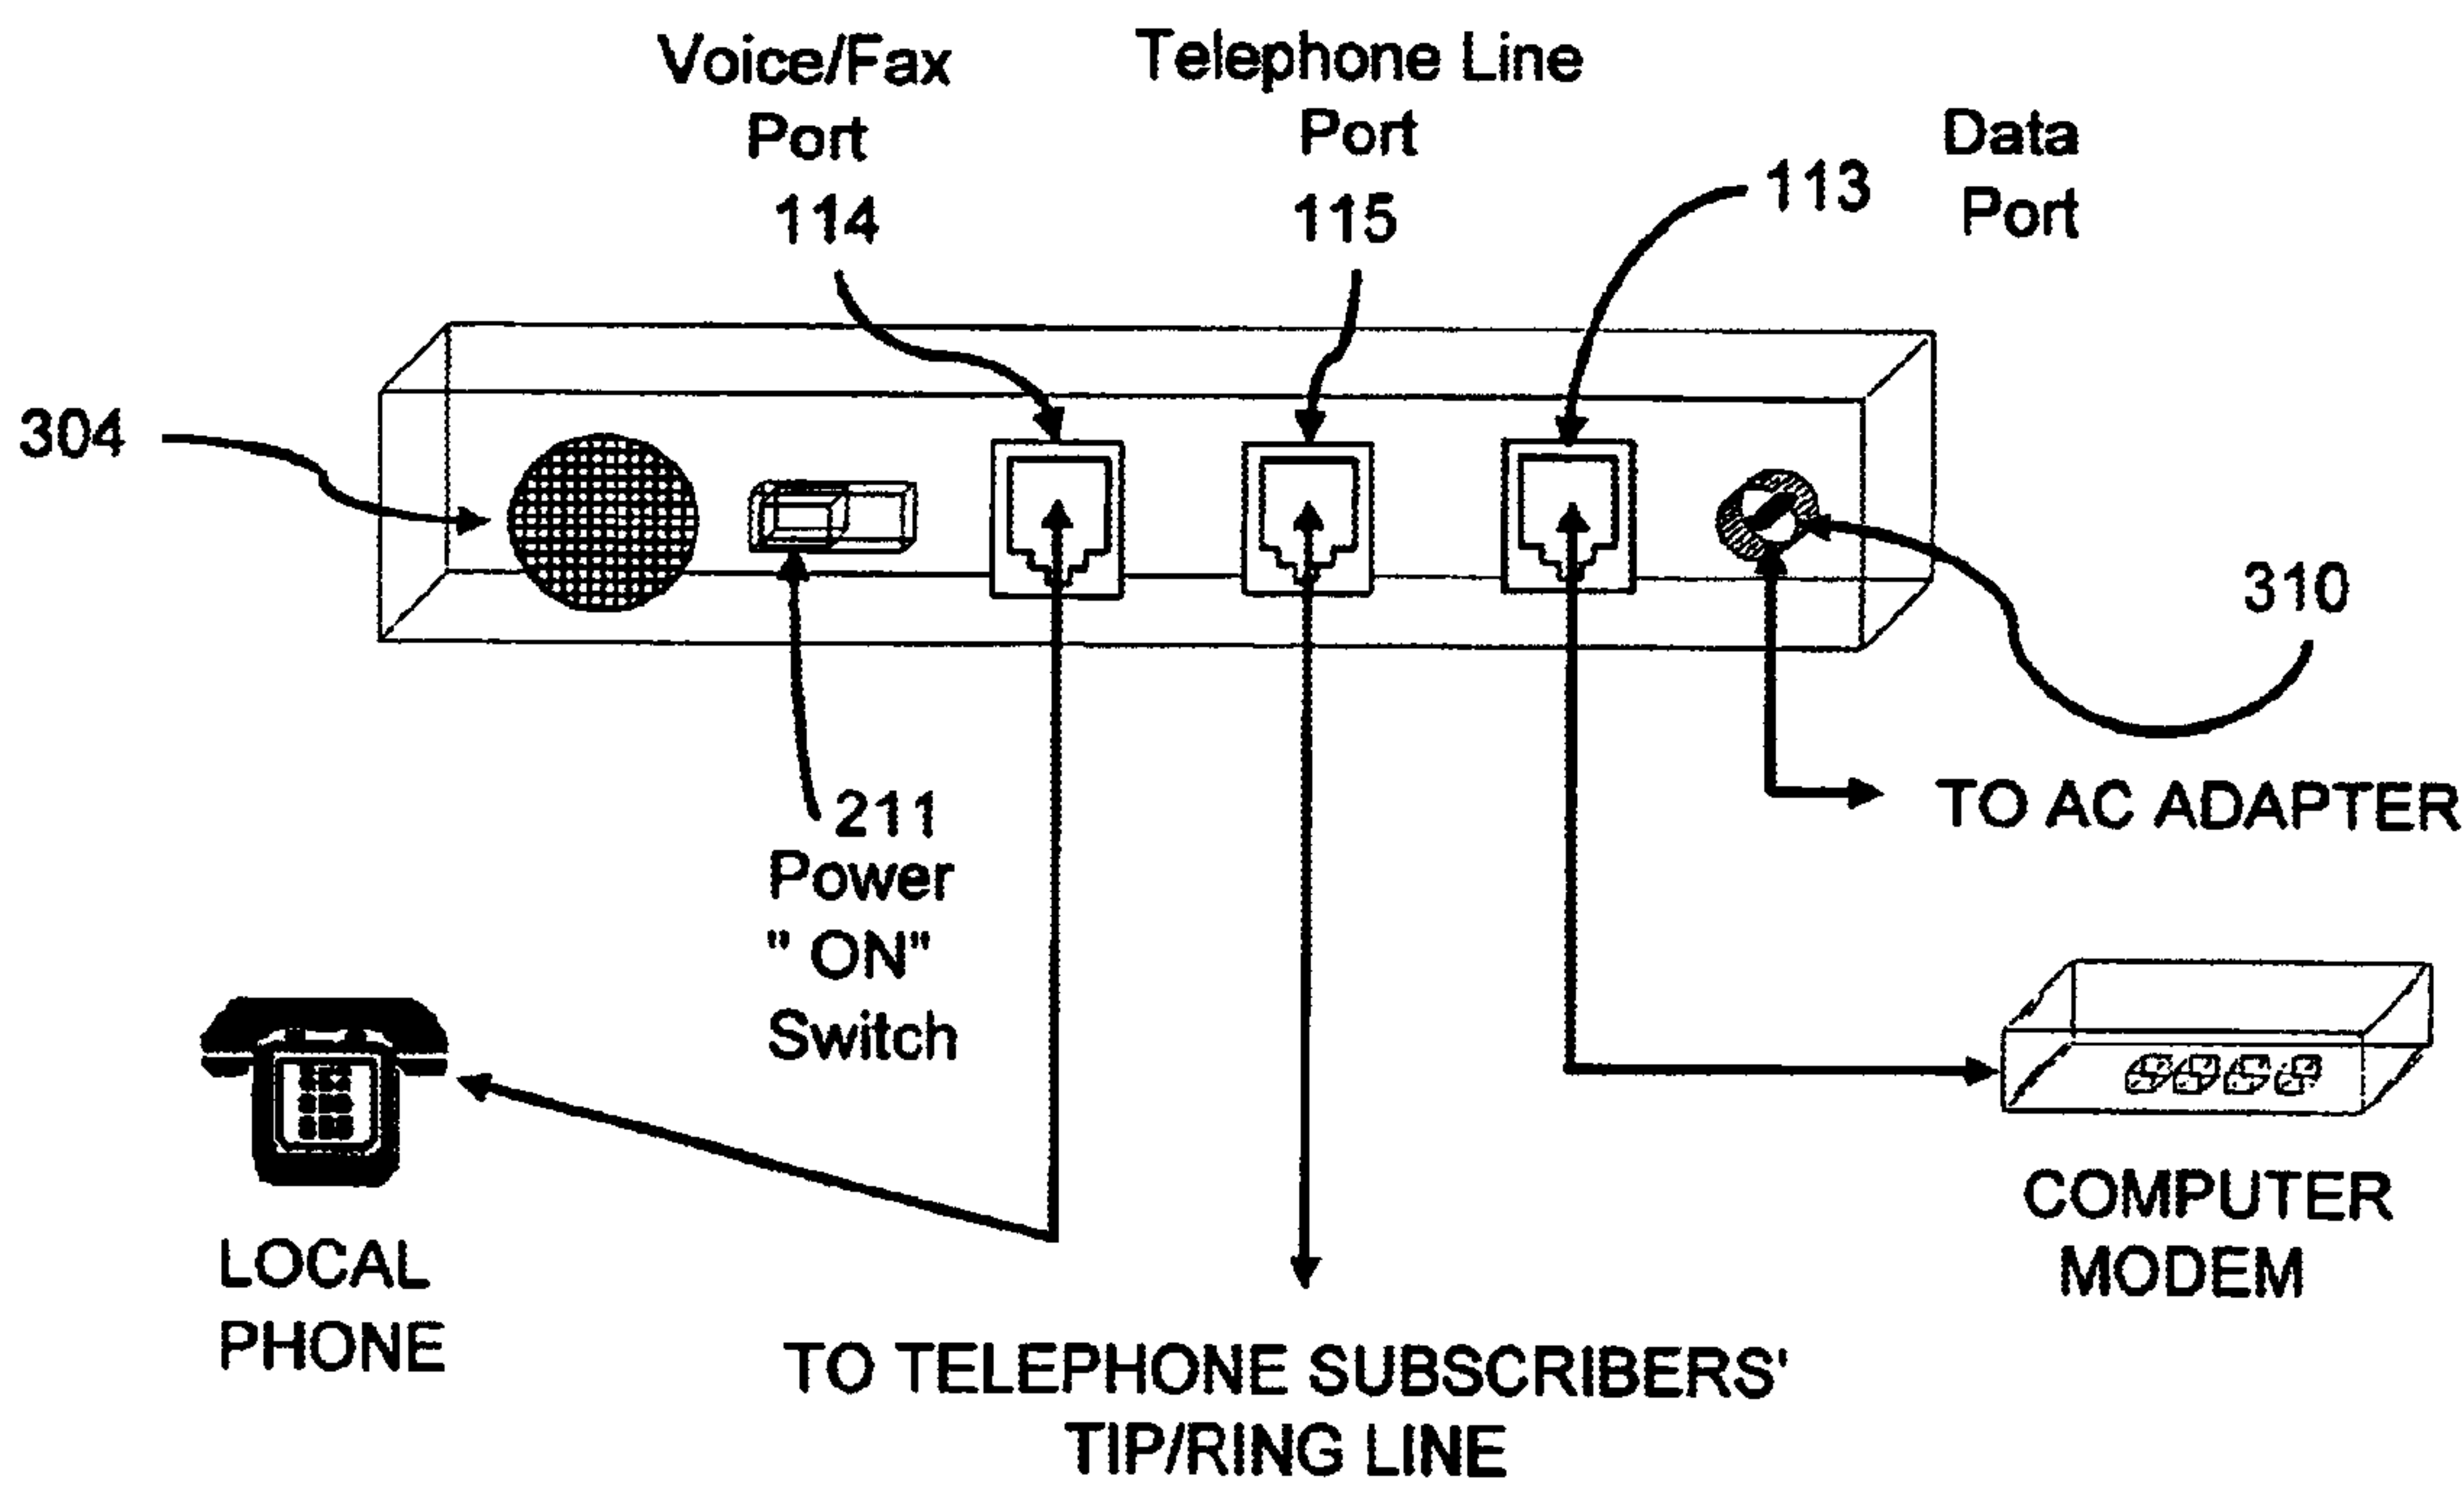 Voice/Fax
Port
114
Telephone Line
Port
115
113
Data
Port
304
310
211
Power
" ON"
Switch
TO AC ADAPTER
LOCAL
PHONE
TO TELEPHONE SUBSCRIBERS'
TIP/RING LINE
COMPUTER
MODEM